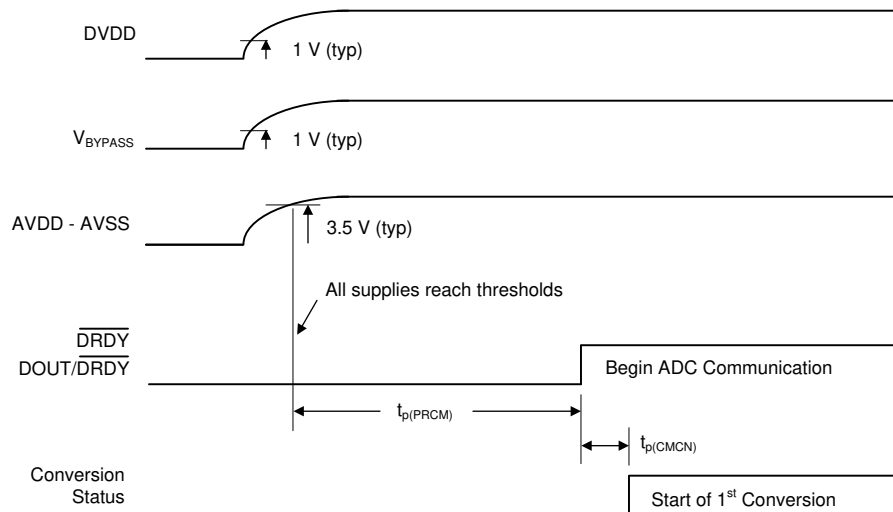 DVDD
1 V (typ)
VBYPASS
1 V (typ)
AVDD - AVSS
3.5 V (typ)
All supplies reach thresholds
DRDY
DOUT/DRDY
Begin ADC Communication
tp(PRCM)
tp(CMCN)
Conversion
Status
Start of 1st Conversion